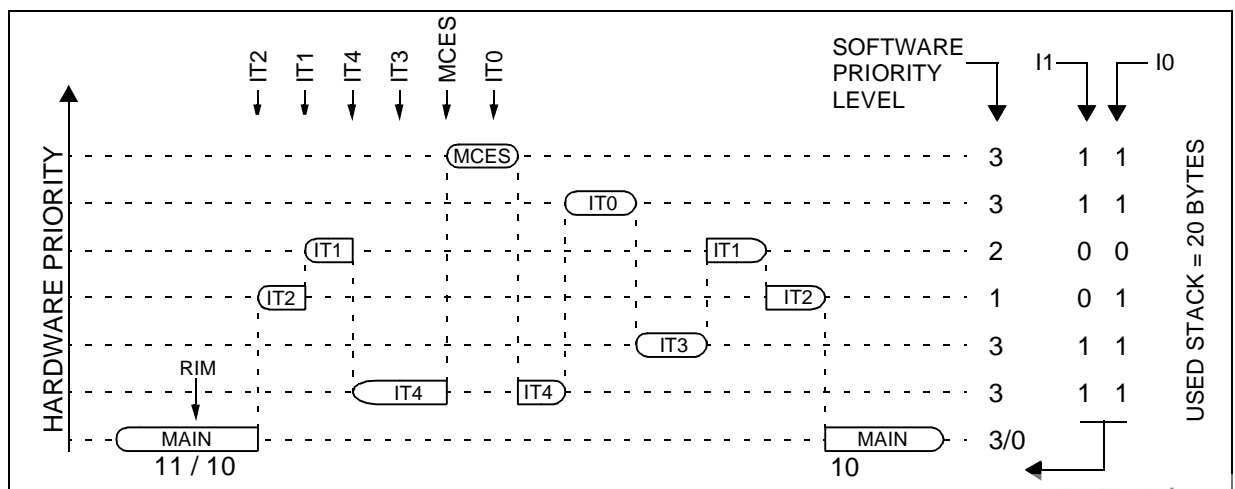 IT2
IT1
IT4
IT3
MCES
IT0
SOFTWARE
PRIORITY
LEVEL
I1
I0
HARDWARE PRIORITY
USED STACK = 20 BYTES
MCES
3
1 1
IT0
3
1 1
IT1
IT1
2
0 0
IT2
IT2
1
0 1
IT3
3
1 1
RIM
IT4
IT4
3
1 1
MAIN
MAIN
3/0
11 / 10
10